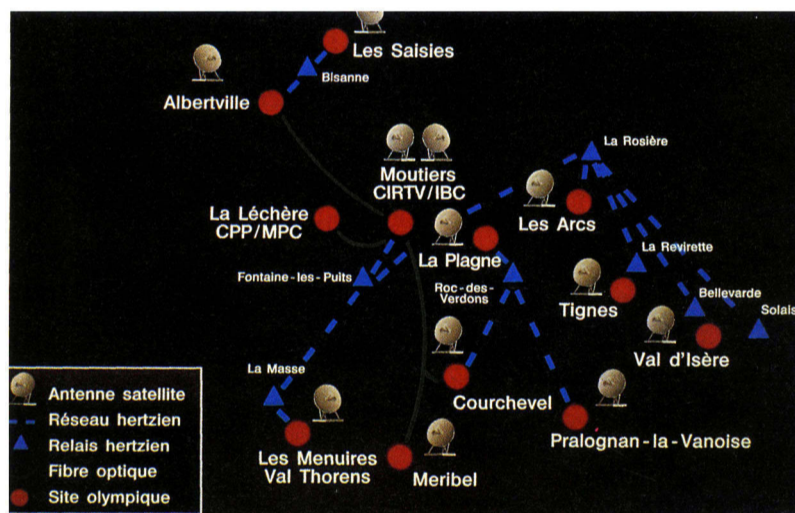 Les Saisies
Bisanne
Albertville
Moutiers
CIRTV/IBC
La Rosière
La Léchère
CPP/MPC
Les Arcs
La Plagne
La Revirette
Fontaine-les-Puits
Roc-des-
Verdons
Tignes
Bellevarde
Solais
Val d'Isère
La Masse
Courchevel
Pralognan-la-Vanoise
Les Menuires
Val Thorens
Meribel
Antenne satellite
Réseau hertzien
Relais hertzien
Fibre optique
Site olympique